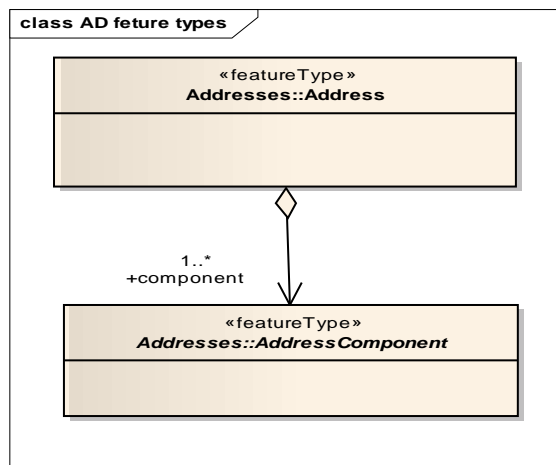 class AD feture types
«featureType»
Addresses::Address
1..*
+component
«featureType»
Addresses::AddressComponent